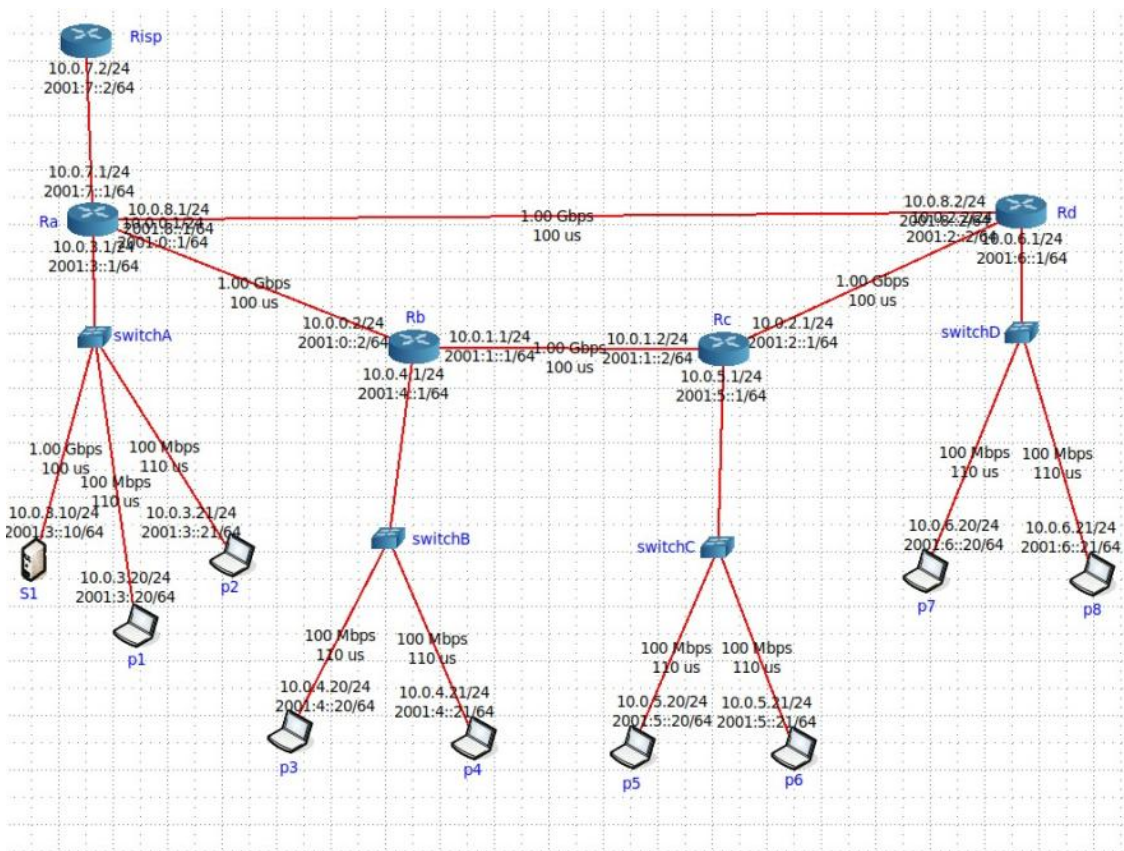 Risp
10.0.7.2/24
2001:7::2/64
10.0.7.1/24
2001:7::1/64
Ra
10.0.8.1/24
10.0.0.1/24
2001:8::1/64
2001:0::1/64
10.0.3.1/24
2001:3::1/64
1.00 Gbps
100 us
10.0.8.2/24
2001:8::2/64
10.0.2.2/24
2001:2::2/64
Rd
10.0.6.1/24
2001:6::1/64
1.00 Gbps
100 us
1.00 Gbps
100 us
switchA
10.0.0.2/24
2001:0::2/64
Rb
10.0.1.1/24
2001:1::1/64
10.0.4.1/24
2001:4::1/64
1.00 Gbps
100 us
10.0.1.2/24
2001:1::2/64
Rc
10.0.2.1/24
2001:2::1/64
10.0.5.1/24
2001:5::1/64
switchD
1.00 Gbps
100 us
100 Mbps
110 us
100 Mbps
110 us
100 Mbps
110 us
100 Mbps
110 us
10.0.3.10/24
2001:3::10/64
S1
10.0.3.21/24
2001:3::21/64
p2
10.0.3.20/24
2001:3::20/64
p1
switchB
switchC
10.0.6.20/24
2001:6::20/64
p7
10.0.6.21/24
2001:6::21/64
p8
100 Mbps
110 us
100 Mbps
110 us
100 Mbps
110 us
100 Mbps
110 us
10.0.4.20/24
2001:4::20/64
p3
10.0.4.21/24
2001:4::21/64
p4
10.0.5.20/24
2001:5::20/64
p5
10.0.5.21/24
2001:5::21/64
p6